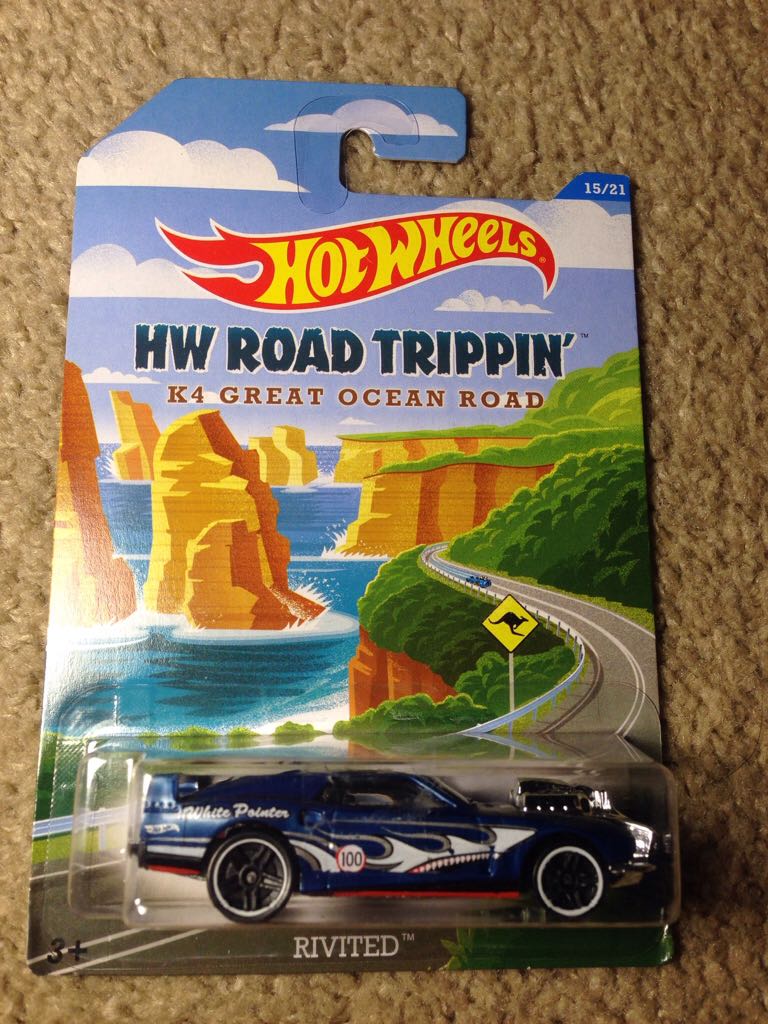 15/21
HOT WHEELS®
HW ROAD TRIPPIN'™
K4 GREAT OCEAN ROAD
White Pointer
100
3+
RIVITED™